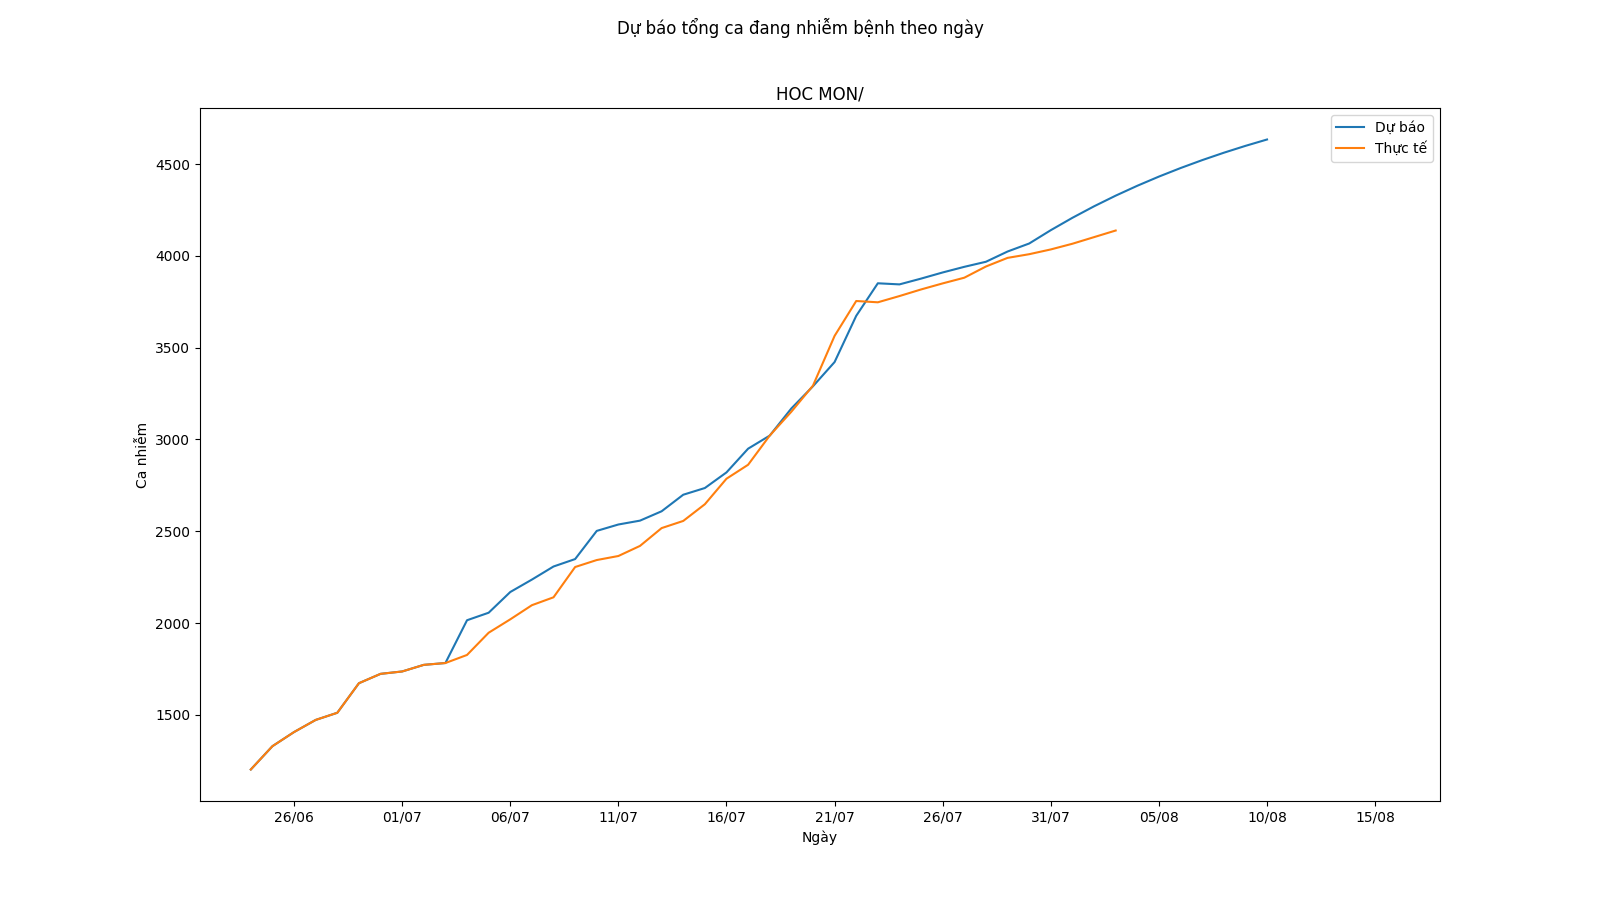 Dự báo tổng ca đang nhiễm bệnh theo ngày
HOC MON/
Dự báo
Thực tế
4500
4000
3500
3000
2500
2000
1500
Ca nhiễm
26/06 01/07 06/07 11/07 16/07 21/07 26/07 31/07 05/08 10/08 15/08
Ngày